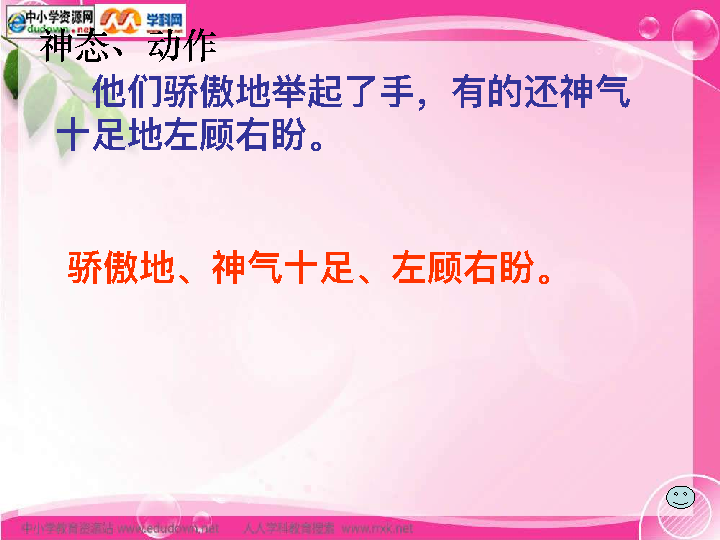 中小学资源网
dudown.net
学科网
神态、动作
他们骄傲地举起了手，有的还神气
十足地左顾右盼。
骄傲地、神气十足、左顾右盼。
中小学教育资源站 www.edudown.net 人人学科教育搜索 www.rrxk.net